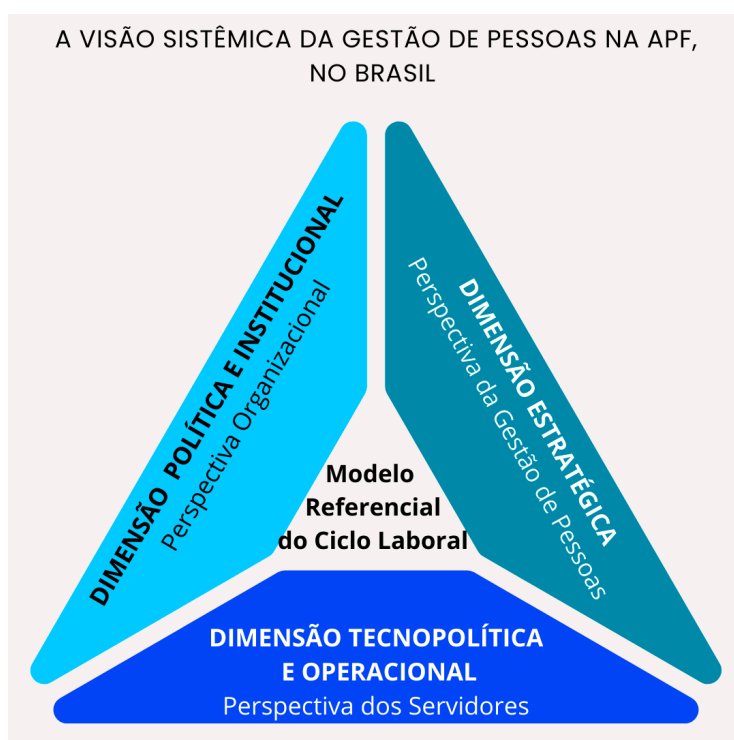 A VISÃO SISTÊMICA DA GESTÃO DE PESSOAS NA APF,
NO BRASIL
DIMENSÃO POLÍTICA E INSTITUCIONAL
Perspectiva Organizacional
DIMENSÃO ESTRATÉGICA
Perspectiva da Gestão de Pessoas
Modelo
Referencial
do Ciclo Laboral
DIMENSÃO TECNOPOLÍTICA
E OPERACIONAL
Perspectiva dos Servidores